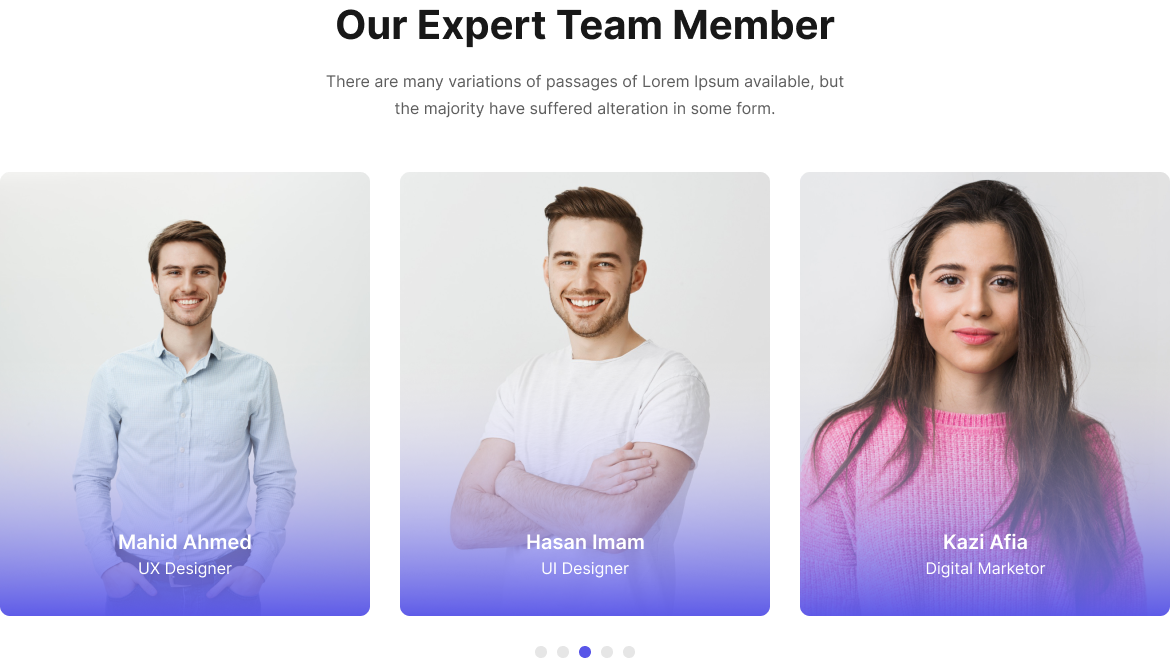 Our Expert Team Member
There are many variations of passages of Lorem Ipsum available, but
the majority have suffered alteration in some form.
Mahid Ahmed
UX Designer
Hasan Imam
UI Designer
Kazi Afia
Digital Marketor